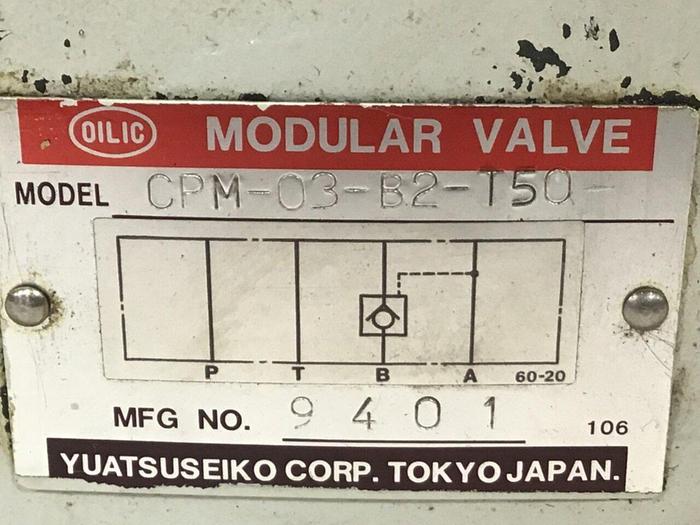 OILIC MODULAR VALVE
MODEL CPM-03-B2-T50-
P T B A 60-20
MFG NO. 9401 106
YUATSUSEIKO CORP. TOKYO JAPAN.